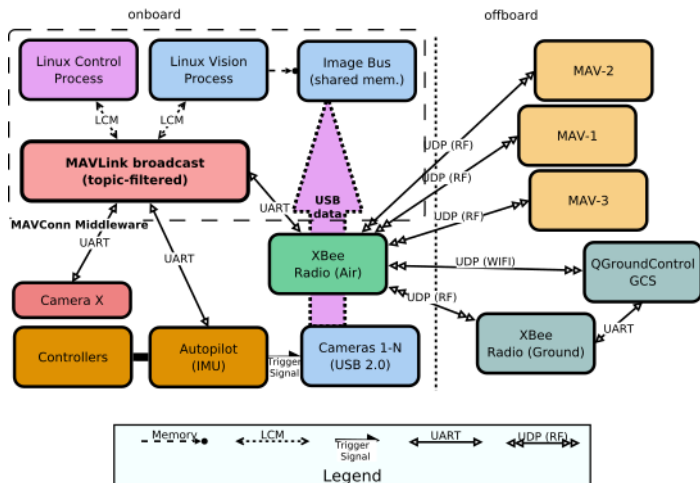 onboard
offboard
Linux Control
Process
Linux Vision
Process
Image Bus
(shared mem.)
MAV-2
LCM
LCM
MAV-1
UDP (RF)
MAVLink broadcast
(topic-filtered)
UDP (RF)
MAV-3
USB
data
UART
UDP (RF)
MAVConn Middleware
UART
UART
XBee
Radio (Air)
UDP (WIFI)
QGroundControl
GCS
Camera X
UDP (RF)
XBee
Radio (Ground)
UART
Controllers
Autopilot
(IMU)
Trigger
Signal
Cameras 1-N
(USB 2.0)
Memory
LCM
Trigger
Signal
UART
UDP (RF)
Legend